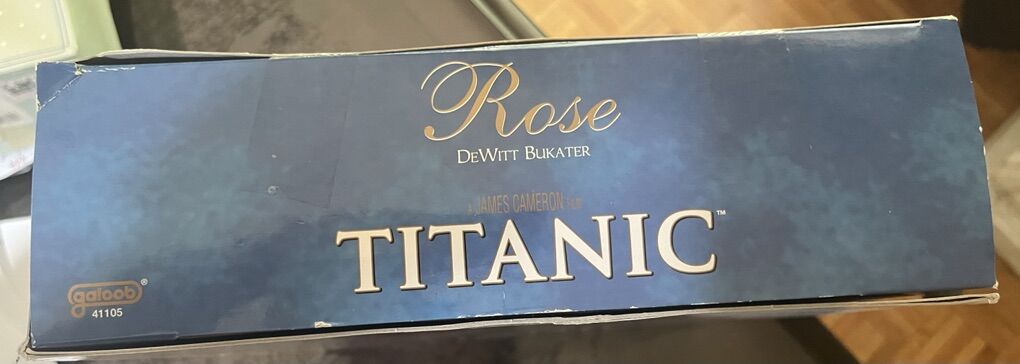 Rose
DEWITT BUKATER
A JAMES CAMERON FILM
TITANIC™
galoob®
41105